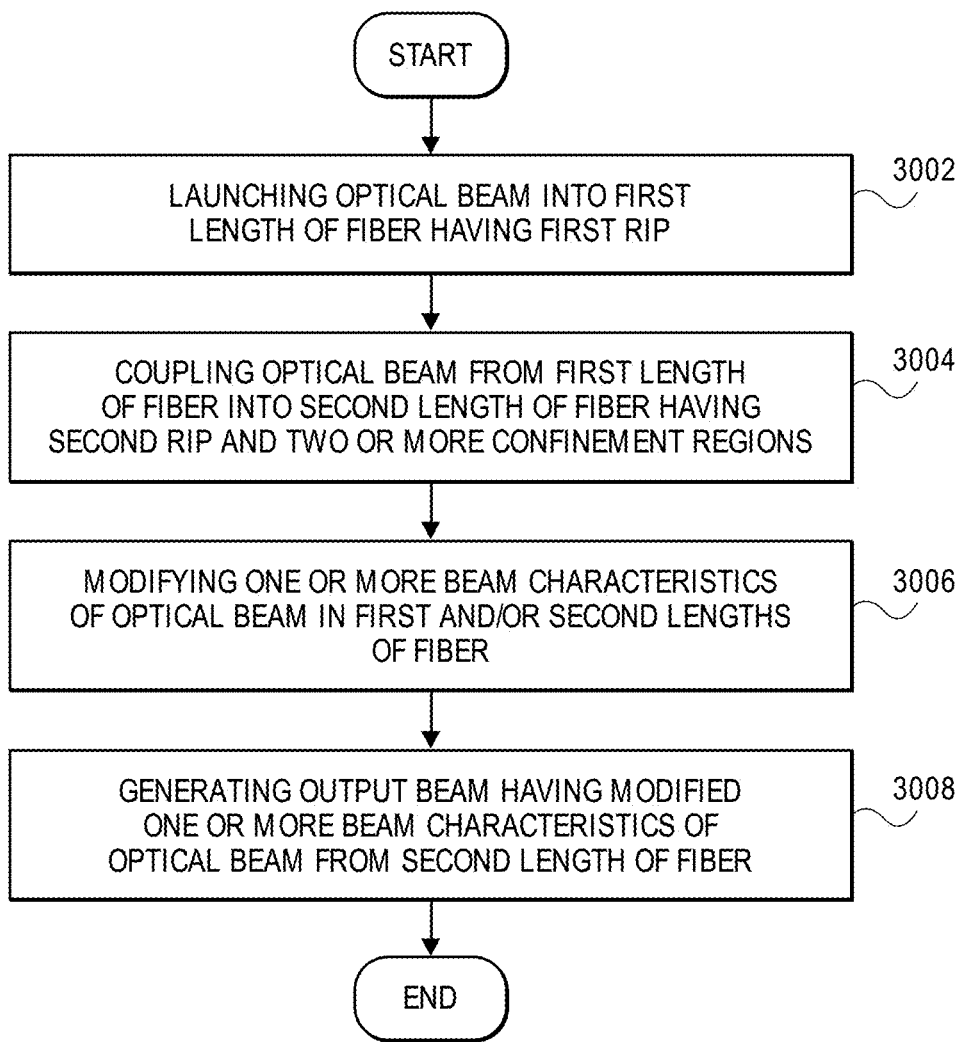 START
LAUNCHING OPTICAL BEAM INTO FIRST
LENGTH OF FIBER HAVING FIRST RIP
3002
COUPLING OPTICAL BEAM FROM FIRST LENGTH
OF FIBER INTO SECOND LENGTH OF FIBER HAVING
SECOND RIP AND TWO OR MORE CONFINEMENT REGIONS
3004
MODIFYING ONE OR MORE BEAM CHARACTERISTICS
OF OPTICAL BEAM IN FIRST AND/OR SECOND LENGTHS
OF FIBER
3006
GENERATING OUTPUT BEAM HAVING MODIFIED
ONE OR MORE BEAM CHARACTERISTICS OF
OPTICAL BEAM FROM SECOND LENGTH OF FIBER
3008
END